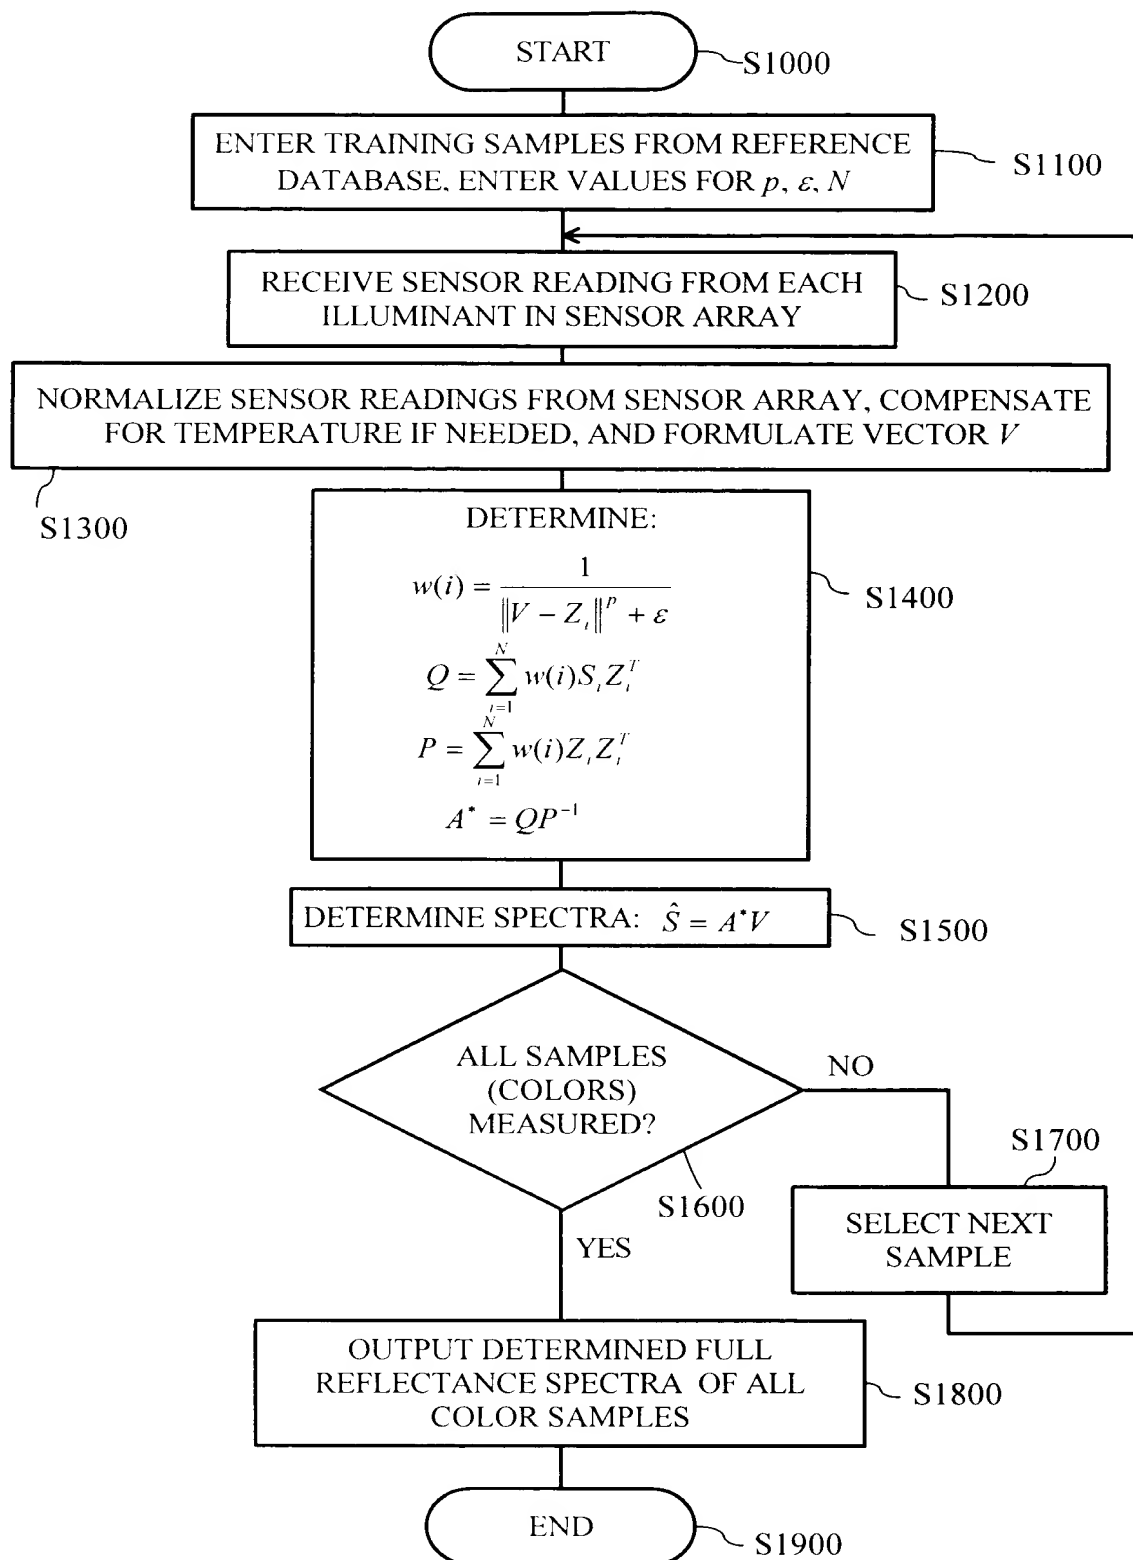 START
S1000
ENTER TRAINING SAMPLES FROM REFERENCE
DATABASE, ENTER VALUES FOR p, ε, N
S1100
RECEIVE SENSOR READING FROM EACH
ILLUMINANT IN SENSOR ARRAY
S1200
NORMALIZE SENSOR READINGS FROM SENSOR ARRAY, COMPENSATE
FOR TEMPERATURE IF NEEDED, AND FORMULATE VECTOR V
S1300
DETERMINE:
w(i) = 1 / (‖V − Z_i‖^p + ε)
Q = ∑_{i=1}^{N} w(i) S_i Z_i^T
P = ∑_{i=1}^{N} w(i) Z_i Z_i^T
A^* = QP^{-1}
S1400
DETERMINE SPECTRA: Ŝ = A^*V
S1500
ALL SAMPLES
(COLORS)
MEASURED?
S1600
NO
YES
S1700
SELECT NEXT
SAMPLE
OUTPUT DETERMINED FULL
REFLECTANCE SPECTRA OF ALL
COLOR SAMPLES
S1800
END
S1900